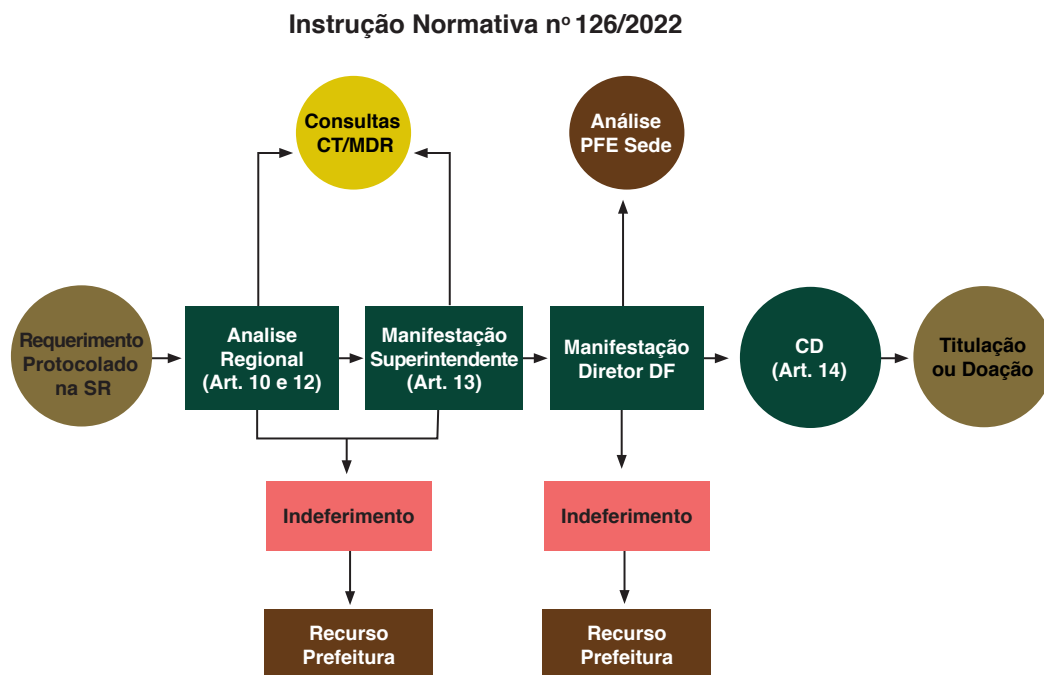 Instrução Normativa nº 126/2022
Consultas
CT/MDR
Análise
PFE Sede
Requerimento
Protocolado
na SR
Analise
Regional
(Art. 10 e 12)
Manifestação
Superintendente
(Art. 13)
Manifestação
Diretor DF
CD
(Art. 14)
Titulação
ou Doação
Indeferimento
Indeferimento
Recurso
Prefeitura
Recurso
Prefeitura